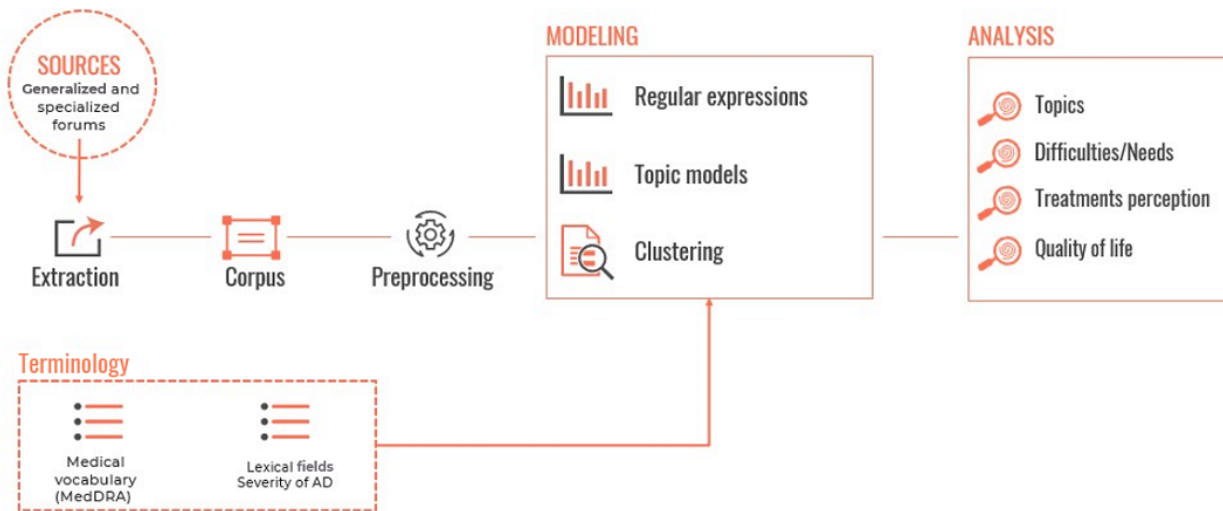 SOURCES
Generalized and
specialized
forums
Extraction
Corpus
Preprocessing
MODELING
Regular expressions
Topic models
Clustering
ANALYSIS
Topics
Difficulties/Needs
Treatments perception
Quality of life
Terminology
Medical
vocabulary
(MedDRA)
Lexical fields
Severity of AD